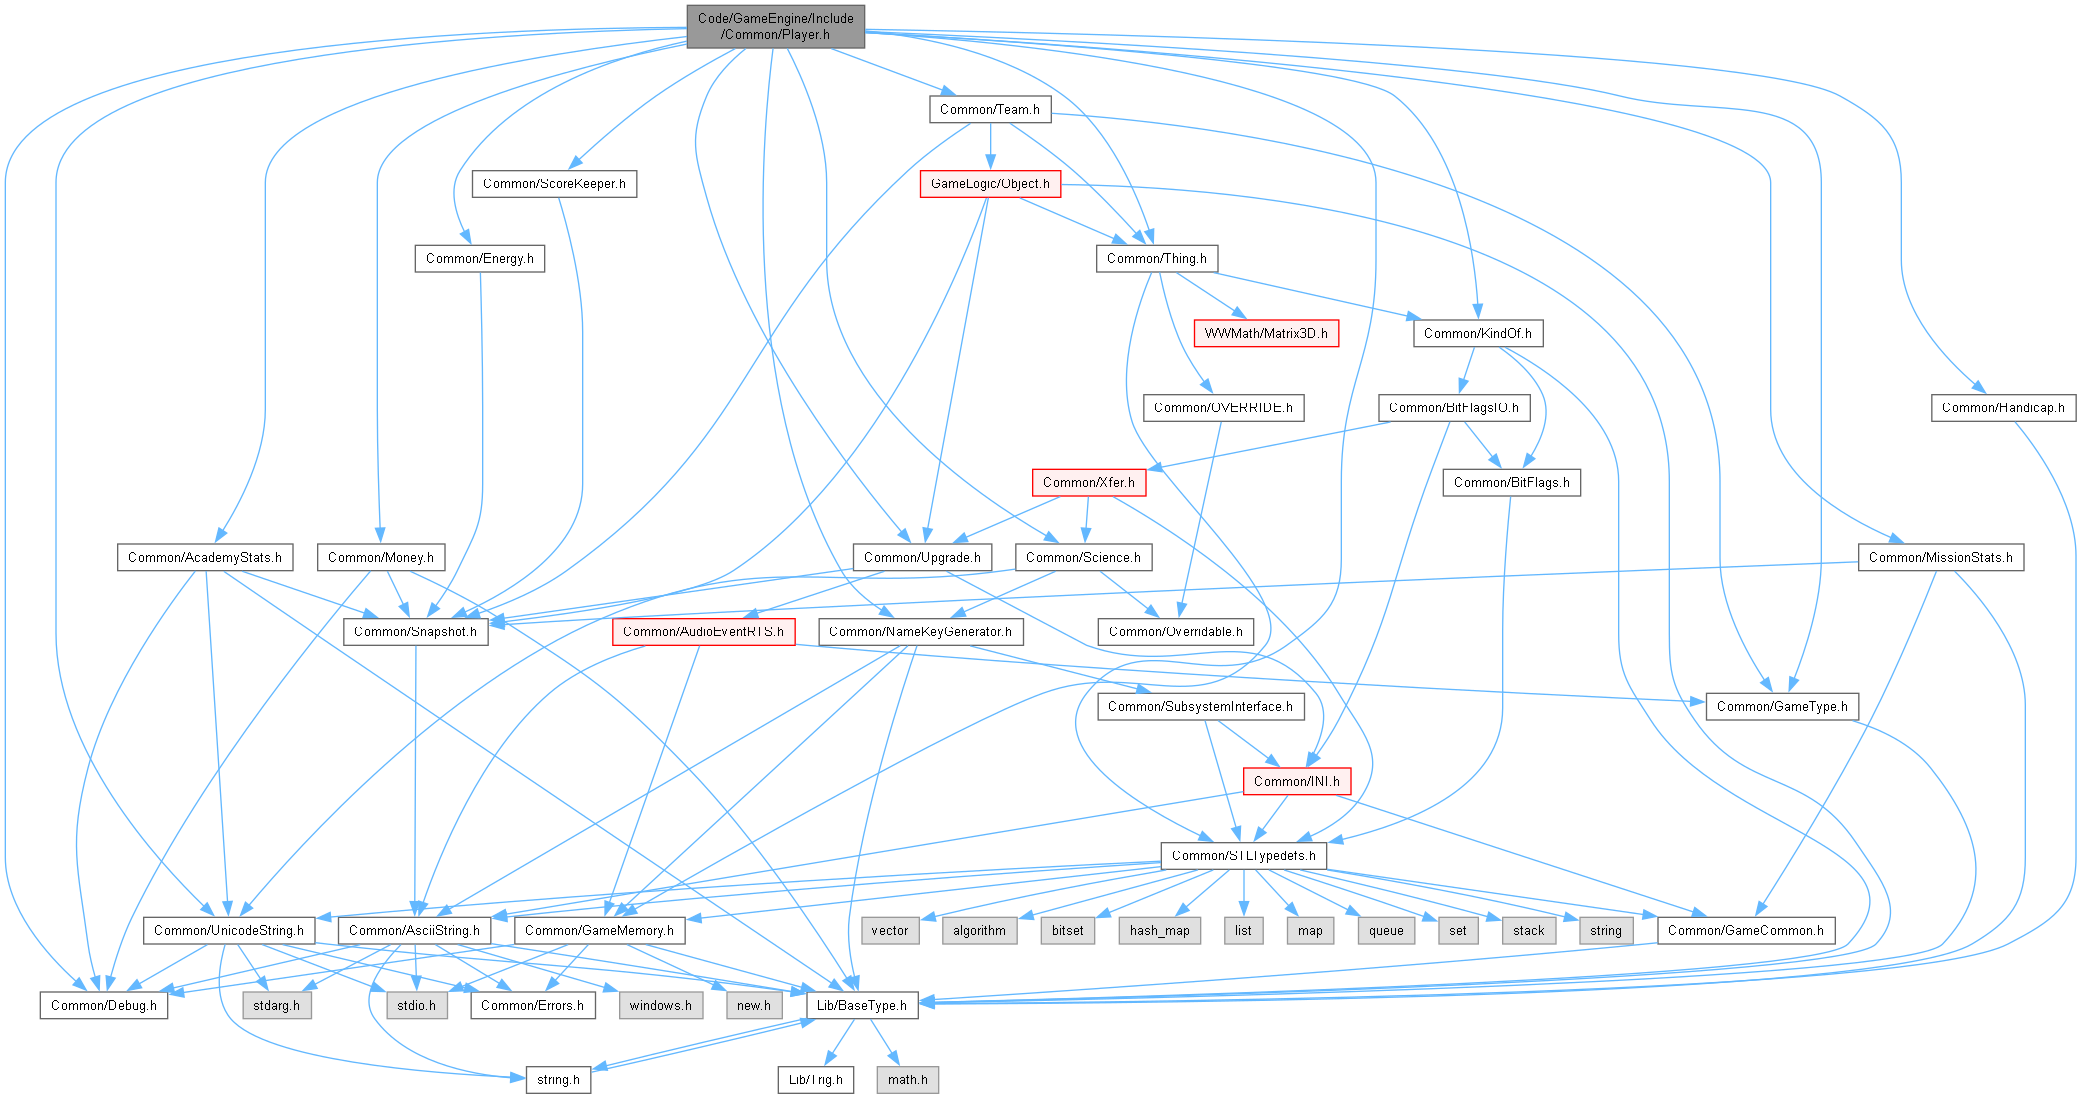 Code/GameEngine/Include
/Common/Player.h
Common/Team.h
Common/ScoreKeeper.h
GameLogic/Object.h
Common/Energy.h
Common/Thing.h
WWMath/Matrix3D.h
Common/KindOf.h
Common/OVERRIDE.h
Common/BitFlagsIO.h
Common/Handicap.h
Common/Xfer.h
Common/BitFlags.h
Common/AcademyStats.h
Common/Money.h
Common/Upgrade.h
Common/Science.h
Common/MissionStats.h
Common/Snapshot.h
Common/AudioEventRTS.h
Common/NameKeyGenerator.h
Common/Overridable.h
Common/SubsystemInterface.h
Common/GameType.h
Common/INI.h
Common/STLTypedefs.h
Common/UnicodeString.h
Common/AsciiString.h
Common/GameMemory.h
vector
algorithm
bitset
hash_map
list
map
queue
set
stack
string
Common/GameCommon.h
Common/Debug.h
stdarg.h
stdio.h
Common/Errors.h
windows.h
new.h
Lib/BaseType.h
string.h
Lib/Trig.h
math.h